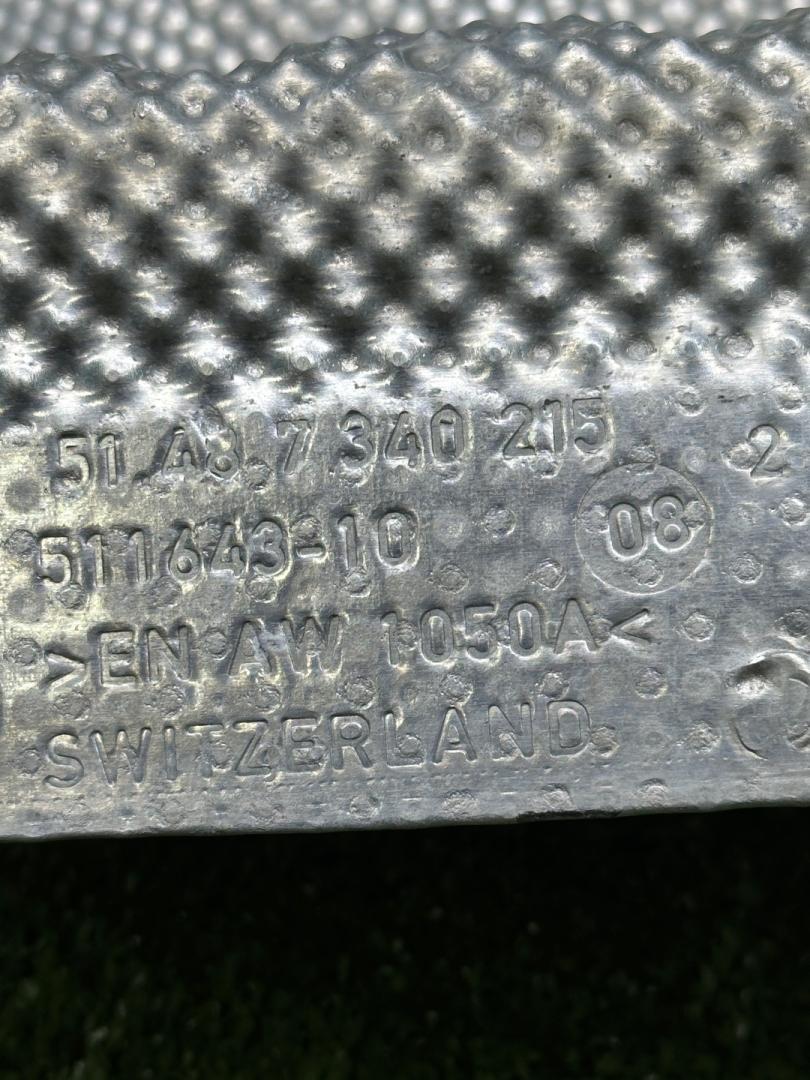 51 48 7 340 215 2
511643-10 08
>EN AW 1050A<
SWITZERLAND